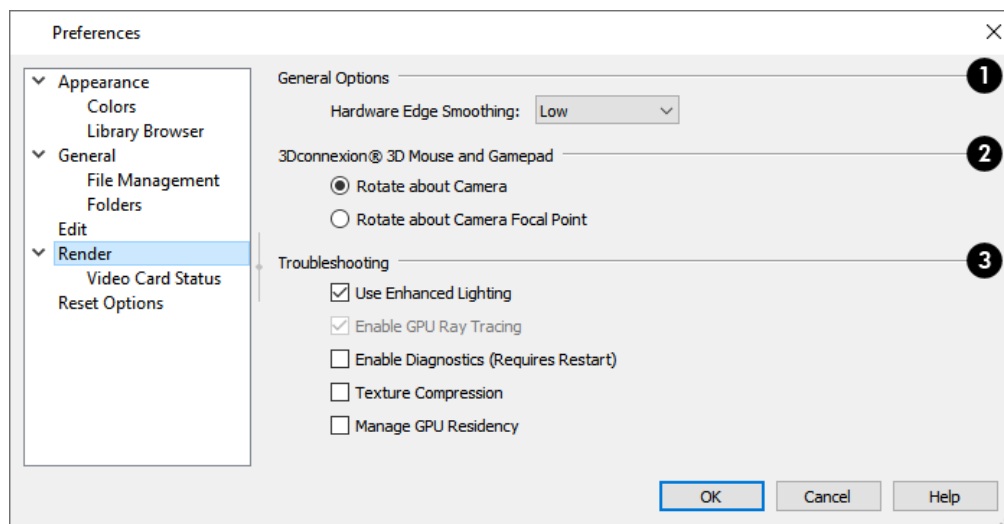 Preferences
Appearance
Colors
Library Browser
General
File Management
Folders
Edit
Render
Video Card Status
Reset Options
General Options
1
Hardware Edge Smoothing: Low
3Dconnexion® 3D Mouse and Gamepad
2
Rotate about Camera
Rotate about Camera Focal Point
Troubleshooting
3
Use Enhanced Lighting
Enable GPU Ray Tracing
Enable Diagnostics (Requires Restart)
Texture Compression
Manage GPU Residency
OK Cancel Help